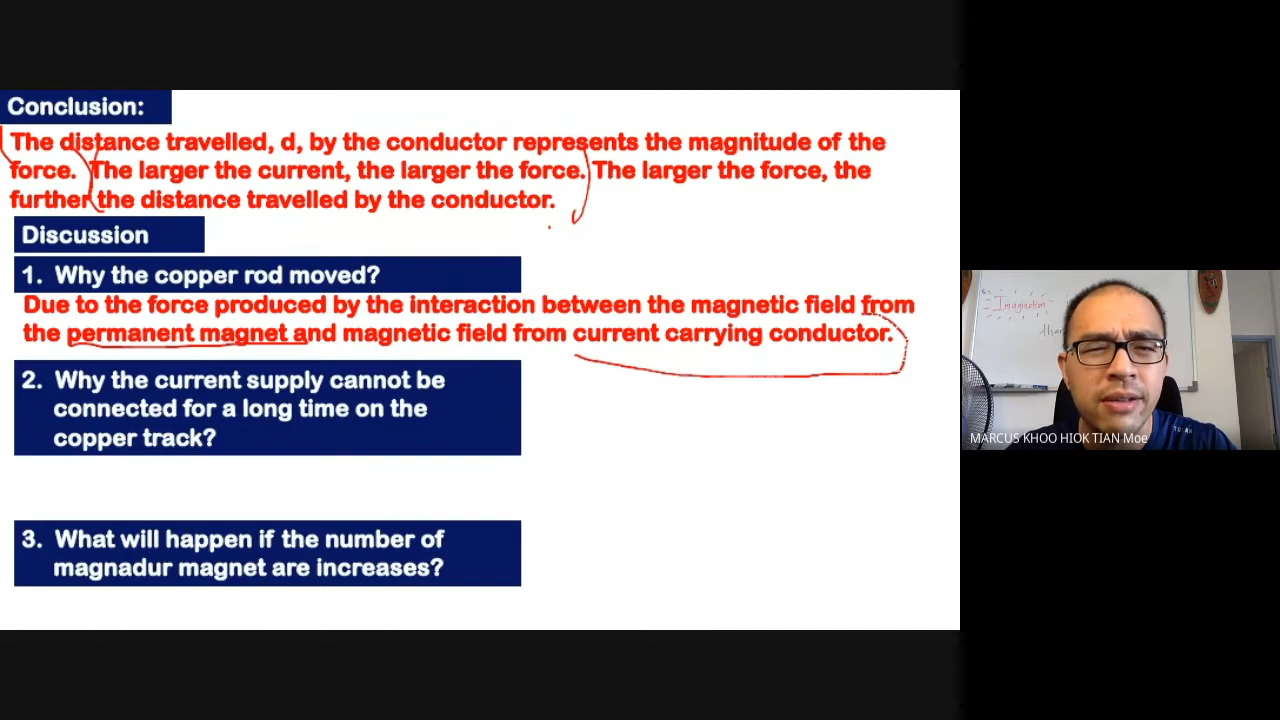 Conclusion:
The distance travelled, d, by the conductor represents the magnitude of the
force. The larger the current, the larger the force. The larger the force, the
further the distance travelled by the conductor.
Discussion
1. Why the copper rod moved?
Due to the force produced by the interaction between the magnetic field from
the permanent magnet and magnetic field from current carrying conductor.
2. Why the current supply cannot be
connected for a long time on the
copper track?
3. What will happen if the number of
magnadur magnet are increases?
MARCUS KHOO HIOK TIAN Moe